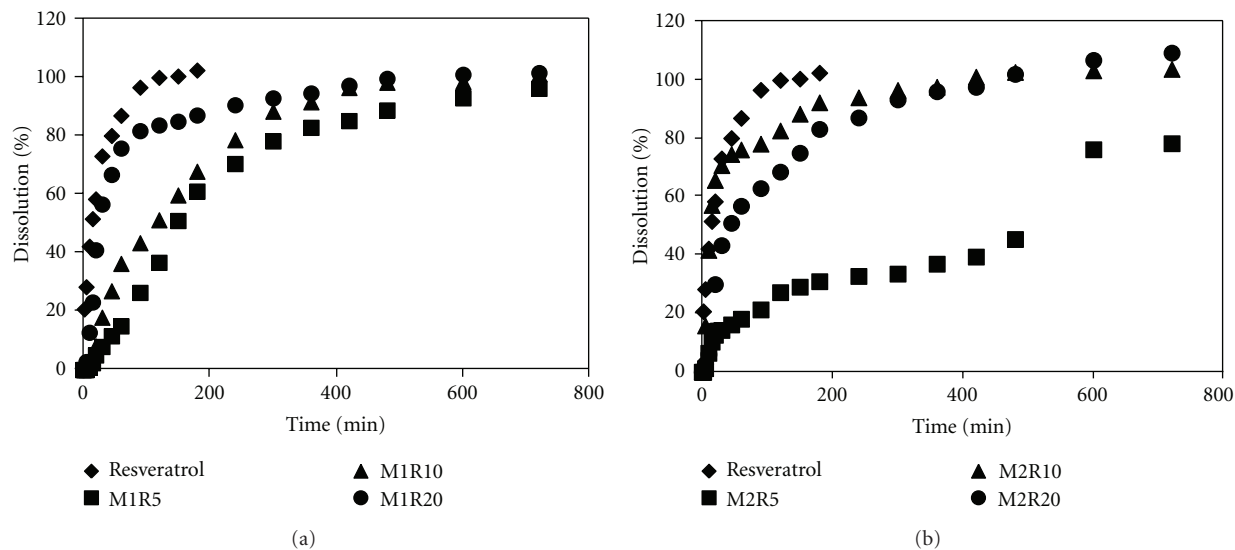 120
100
80
60
40
20
0
Dissolution (%)
0 200 400 600 800
Time (min)
Resveratrol
M1R10
M1R5
M1R20
(a)
120
100
80
60
40
20
0
Dissolution (%)
0 200 400 600 800
Time (min)
Resveratrol
M2R10
M2R5
M2R20
(b)